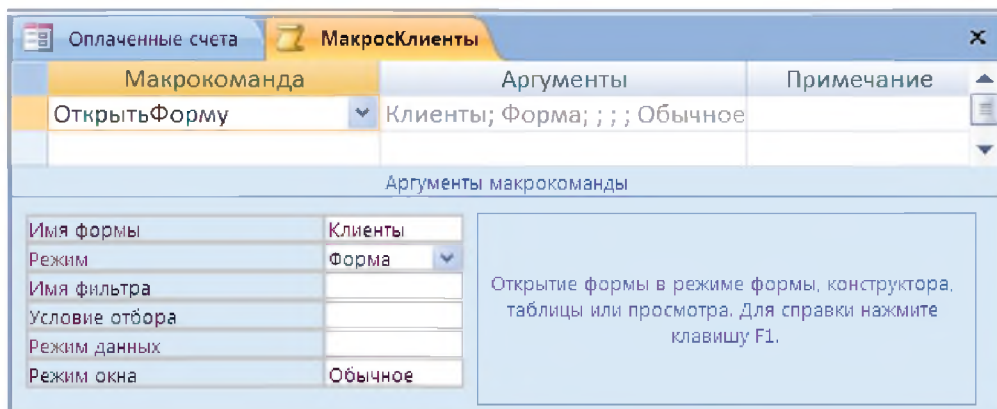 Оплаченные счета МакросКлиенты
Макрокоманда Аргументы Примечание
ОткрытьФорму Клиенты; Форма; ; ; ; Обычное
Аргументы макрокоманды
Имя формы Клиенты
Режим Форма
Имя фильтра
Условие отбора
Режим данных
Режим окна Обычное
Открытие формы в режиме формы, конструктора,
таблицы или просмотра. Для справки нажмите
клавишу F1.